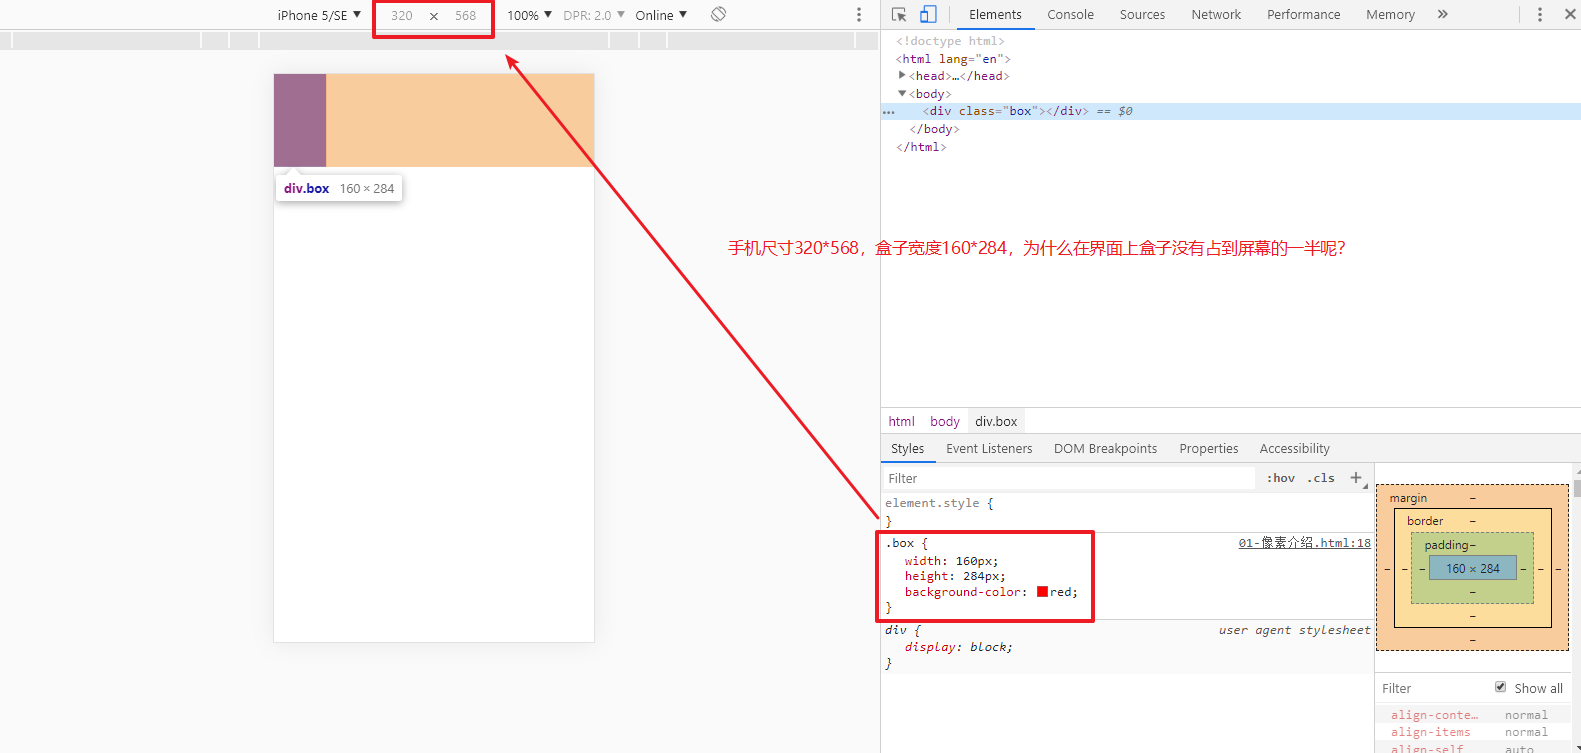 iPhone 5/SE ▼ 320 × 568 100% ▼ DPR: 2.0 ▼ Online ▼
Elements Console Sources Network Performance Memory »
<!doctype html>
<html lang="en">
<head>…</head>
<body>
<div class="box"></div> == $0
</body>
</html>
div.box 160 × 284
手机尺寸320*568，盒子宽度160*284，为什么在界面上盒子没有占到屏幕的一半呢？
html body div.box
Styles Event Listeners DOM Breakpoints Properties Accessibility
Filter :hov .cls +
element.style {
}
.box { 01-像素介绍.html:18
width: 160px;
height: 284px;
background-color: red;
}
div { user agent stylesheet
display: block;
}
margin –
border –
padding –
– – – 160 × 284 – – –
–
–
–
Filter Show all
align-conte… normal
align-items normal
align-self auto